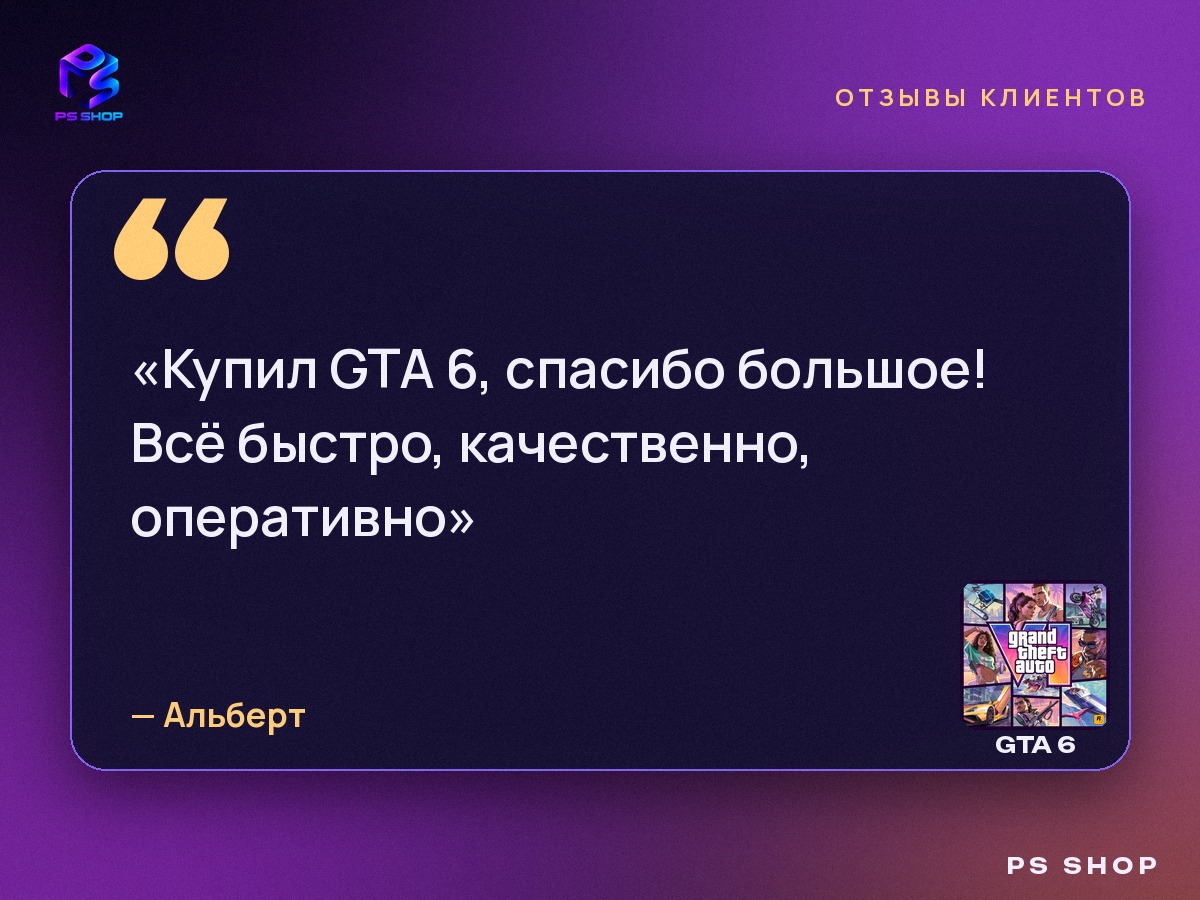 PS SHOP
ОТЗЫВЫ КЛИЕНТОВ
«Купил GTA 6, спасибо большое!
Всё быстро, качественно,
оперативно»
— Альберт
grand
theft
auto
VI
GTA 6
PS SHOP